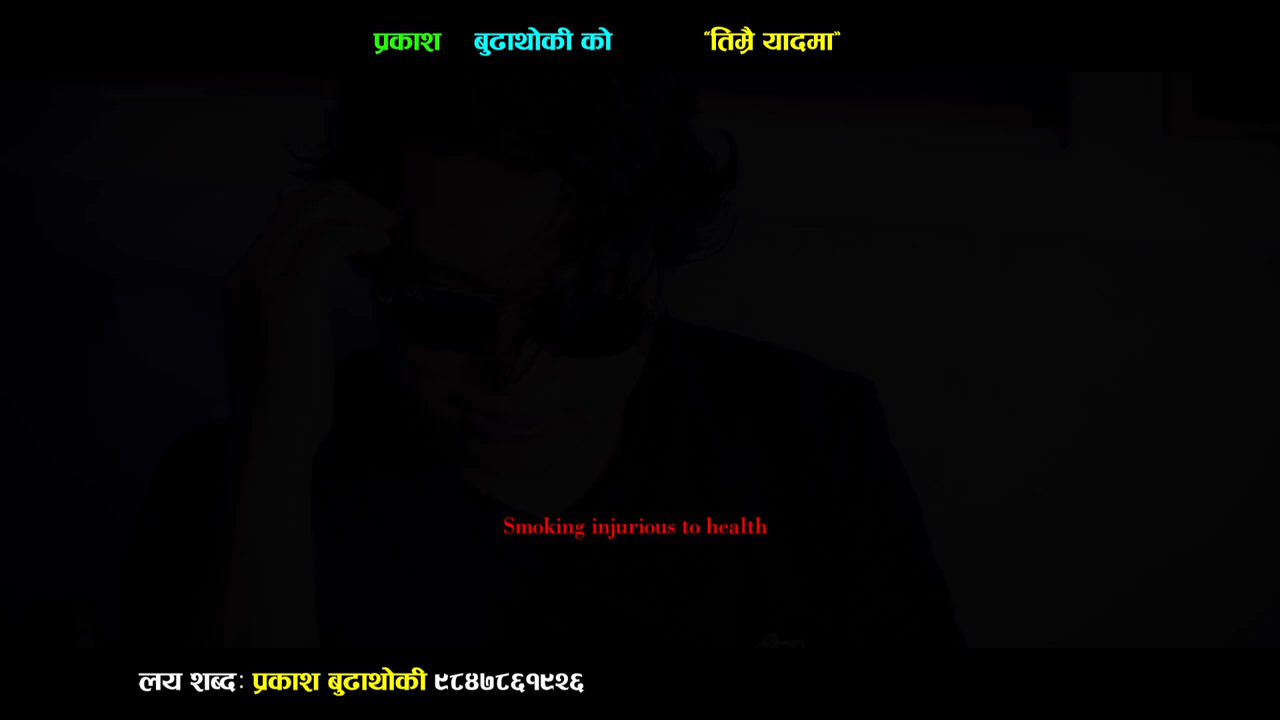 प्रकाश बुढाथोकी को “तिम्रै यादमा”
Smoking injurious to health
लय शब्द: प्रकाश बुढाथोकी ९८४७८६१९२६